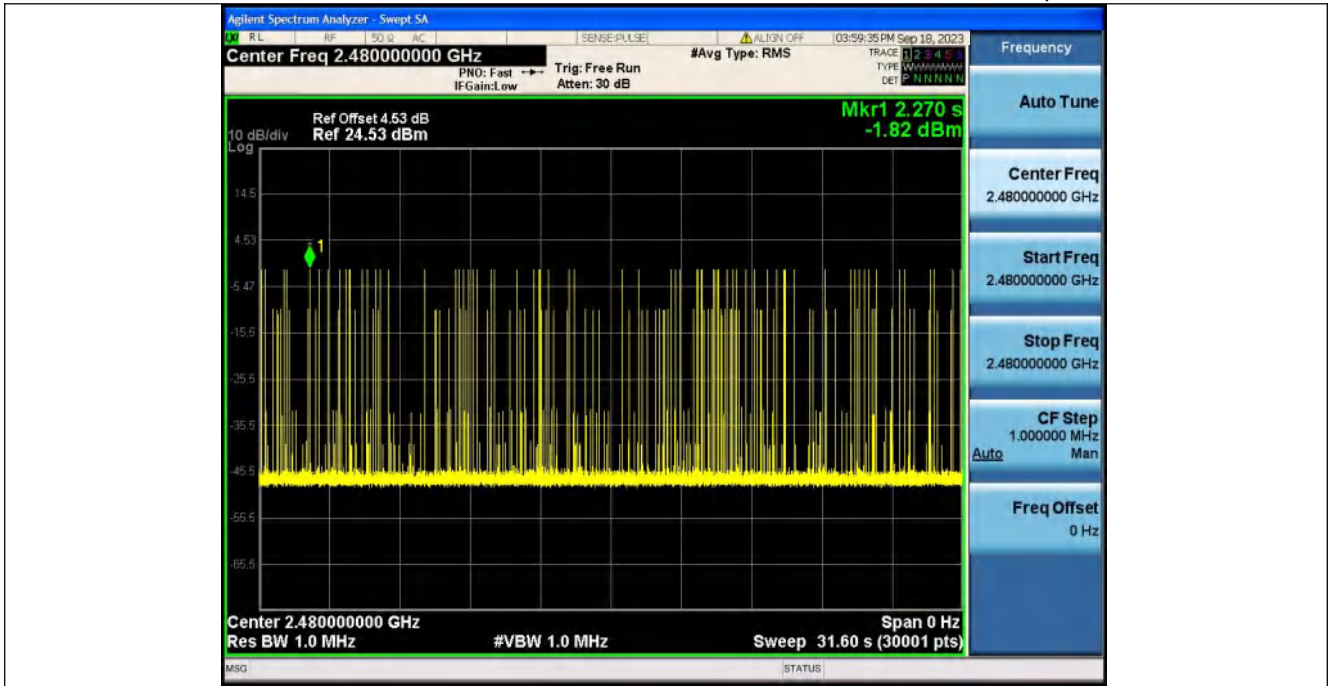 Agilent Spectrum Analyzer - Swept SA
RL RF 50 Ω AC SENSE:PULSE ALIGN OFF 03:59:35 PM Sep 18, 2023
Center Freq 2.480000000 GHz
#Avg Type: RMS
TRACE 1 2 3 4 5 6
PNO: Fast
Trig: Free Run
TYPE
IFGain:Low
Atten: 30 dB
DET P N N N N N
Mkr1 2.270 s
-1.82 dBm
Ref Offset 4.53 dB
10 dB/div Ref 24.53 dBm
Log
14.5
4.53
1
-5.47
-15.5
-25.5
-35.5
-45.5
-55.5
-65.5
Center 2.480000000 GHz
Span 0 Hz
Res BW 1.0 MHz
#VBW 1.0 MHz
Sweep 31.60 s (30001 pts)
MSG
STATUS
Frequency
Auto Tune
Center Freq
2.480000000 GHz
Start Freq
2.480000000 GHz
Stop Freq
2.480000000 GHz
CF Step
1.000000 MHz
Auto Man
Freq Offset
0 Hz